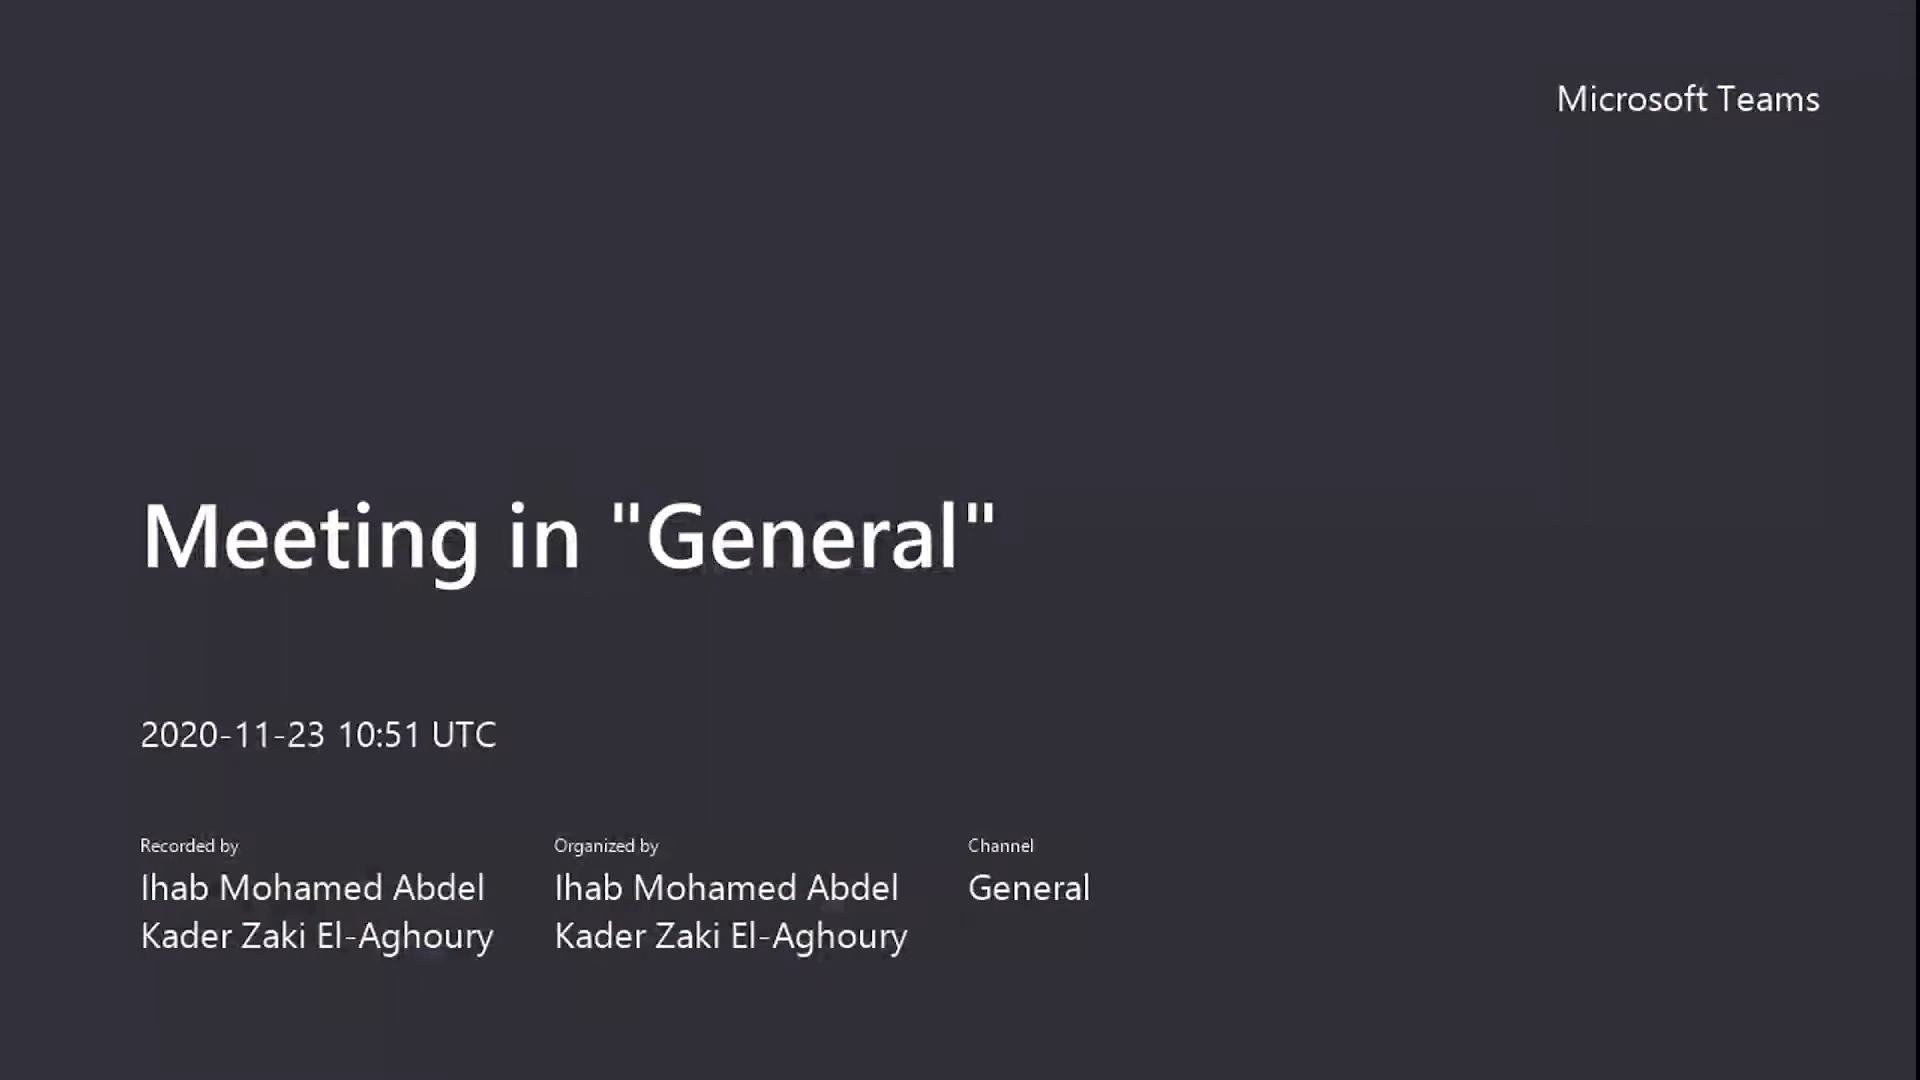 Microsoft Teams
Meeting in "General"
2020-11-23 10:51 UTC
Recorded by
Ihab Mohamed Abdel
Kader Zaki El-Aghoury
Organized by
Ihab Mohamed Abdel
Kader Zaki El-Aghoury
Channel
General